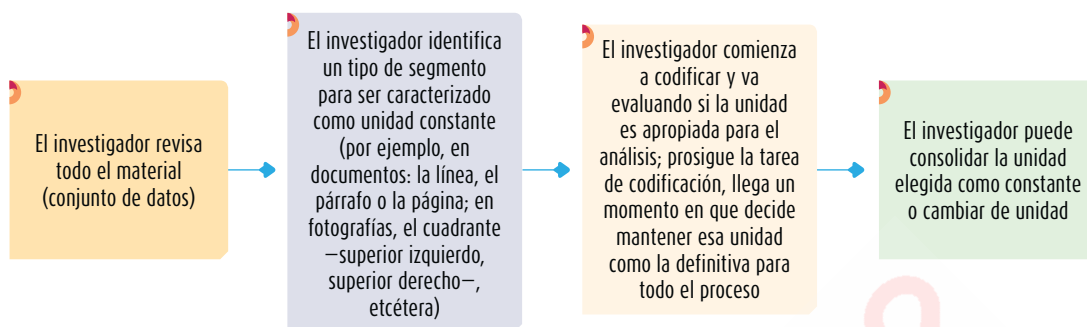 El investigador revisa
todo el material
(conjunto de datos)
El investigador identifica
un tipo de segmento
para ser caracterizado
como unidad constante
(por ejemplo, en
documentos: la línea, el
párrafo o la página; en
fotografías, el cuadrante
–superior izquierdo,
superior derecho–,
etcétera)
El investigador comienza
a codificar y va
evaluando si la unidad
es apropiada para el
análisis; prosigue la tarea
de codificación, llega un
momento en que decide
mantener esa unidad
como la definitiva para
todo el proceso
El investigador puede
consolidar la unidad
elegida como constante
o cambiar de unidad